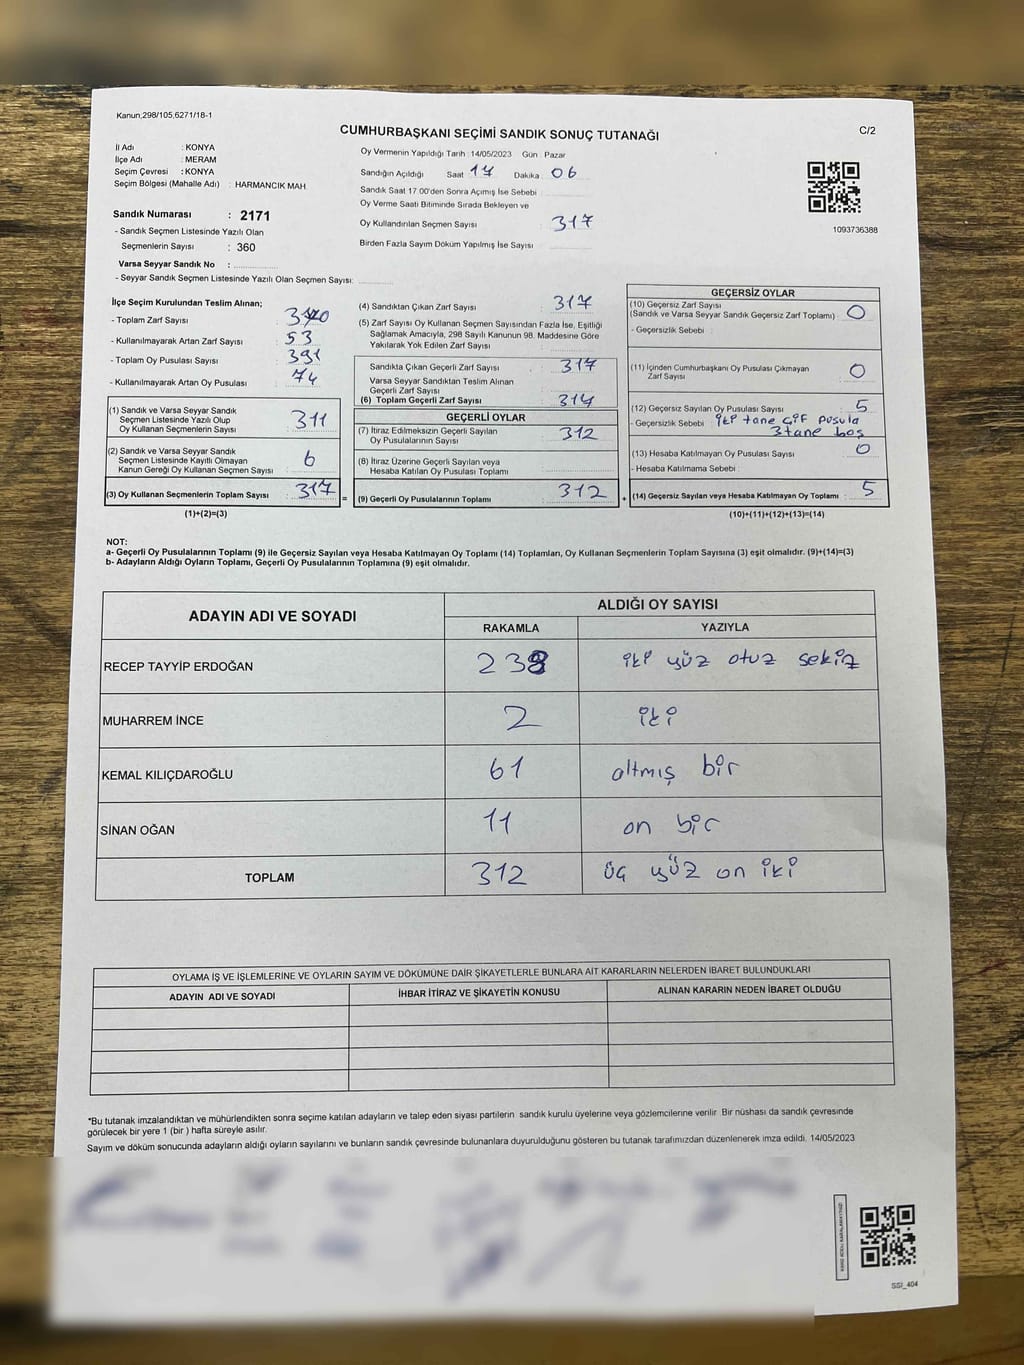 Kanun,298/105,6271/18-1
CUMHURBAŞKANI SEÇİMİ SANDIK SONUÇ TUTANAĞI
C/2
İl Adı : KONYA
İlçe Adı : MERAM
Seçim Çevresi : KONYA
Seçim Bölgesi (Mahalle Adı) : HARMANCIK MAH.
Oy Vermenin Yapıldığı Tarih :14/05/2023 Gün : Pazar
Sandığın Açıldığı Saat 17 Dakika : 06
Sandık Saat 17:00'den Sonra Açımış İse Sebebi
Oy Verme Saati Bitiminde Sırada Bekleyen ve
Oy Kullandırılan Seçmen Sayısı : 317
Birden Fazla Sayım Döküm Yapılmış İse Sayısı
1093736388
Sandık Numarası : 2171
- Sandık Seçmen Listesinde Yazılı Olan
Seçmenlerin Sayısı : 360
Varsa Seyyar Sandık No :
- Seyyar Sandık Seçmen Listesinde Yazılı Olan Seçmen Sayısı:
İlçe Seçim Kurulundan Teslim Alınan;
- Toplam Zarf Sayısı :
- Kullanılmayarak Artan Zarf Sayısı : 53
- Toplam Oy Pusulası Sayısı : 391
- Kullanılmayarak Artan Oy Pusulası : 74
(1) Sandık ve Varsa Seyyar Sandık
Seçmen Listesinde Yazılı Olup
Oy Kullanan Seçmenlerin Sayısı 311
(2) Sandık ve Varsa Seyyar Sandık
Seçmen Listesinde Kayıtlı Olmayan
Kanun Gereği Oy Kullanan Seçmen Sayısı 6
(3) Oy Kullanan Seçmenlerin Toplam Sayısı : 317 =
(1)+(2)=(3)
(4) Sandıktan Çıkan Zarf Sayısı : 317
(5) Zarf Sayısı Oy Kullanan Seçmen Sayısından Fazla İse, Eşitliği
Sağlamak Amacıyla, 298 Sayılı Kanunun 98. Maddesine Göre
Yakılarak Yok Edilen Zarf Sayısı
Sandıkta Çıkan Geçerli Zarf Sayısı : 317
Varsa Seyyar Sandıktan Teslim Alınan
Geçerli Zarf Sayısı
(6) Toplam Geçerli Zarf Sayısı 317
GEÇERLİ OYLAR
(7) İtiraz Edilmeksizin Geçerli Sayılan
Oy Pusulalarının Sayısı 312
(8) İtiraz Üzerine Geçerli Sayılan veya
Hesaba Katılan Oy Pusulası Toplamı
(9) Geçerli Oy Pusulalarının Toplamı 312 +
GEÇERSİZ OYLAR
(10) Geçersiz Zarf Sayısı
(Sandık ve Varsa Seyyar Sandık Geçersiz Zarf Toplamı) : 0
- Geçersizlik Sebebi :
(11) İçinden Cumhurbaşkanı Oy Pusulası Çıkmayan
Zarf Sayısı 0
(12) Geçersiz Sayılan Oy Pusulası Sayısı 5
- Geçersizlik Sebebi : iki tane çif pusula
3 tane boş
(13) Hesaba Katılmayan Oy Pusulası Sayısı 0
- Hesaba Katılmama Sebebi :
(14) Geçersiz Sayılan veya Hesaba Katılmayan Oy Toplamı : 5
(10)+(11)+(12)+(13)=(14)
NOT:
a- Geçerli Oy Pusulalarının Toplamı (9) ile Geçersiz Sayılan veya Hesaba Katılmayan Oy Toplamı (14) Toplamları, Oy Kullanan Seçmenlerin Toplam Sayısına (3) eşit olmalıdır. (9)+(14)=(3)
b- Adayların Aldığı Oyların Toplamı, Geçerli Oy Pusulalarının Toplamına (9) eşit olmalıdır.
ADAYIN ADI VE SOYADI
ALDIĞI OY SAYISI
RAKAMLA YAZIYLA
RECEP TAYYİP ERDOĞAN 238 iki yüz otuz sekiz
MUHARREM İNCE 2 iki
KEMAL KILIÇDAROĞLU 61 altmış bir
SİNAN OĞAN 11 on bir
TOPLAM 312 üç yüz on iki
OYLAMA İŞ VE İŞLEMLERİNE VE OYLARIN SAYIM VE DÖKÜMÜNE DAİR ŞİKAYETLERLE BUNLARA AİT KARARLARIN NELERDEN İBARET BULUNDUKLARI
ADAYIN ADI VE SOYADI İHBAR İTİRAZ VE ŞİKAYETİN KONUSU ALINAN KARARIN NEDEN İBARET OLDUĞU
*Bu tutanak imzalandıktan ve mühürlendikten sonra seçime katılan adayların ve talep eden siyasi partilerin sandık kurulu üyelerine veya gözlemcilerine verilir. Bir nüshası da sandık çevresinde
görülecek bir yere 1 (bir ) hafta süreyle asılır.
Sayım ve döküm sonucunda adayların aldığı oyların sayılarını ve bunların sandık çevresinde bulunanlara duyurulduğunu gösteren bu tutanak tarafımızdan düzenlenerek imza edildi. 14/05/2023
SSI_404